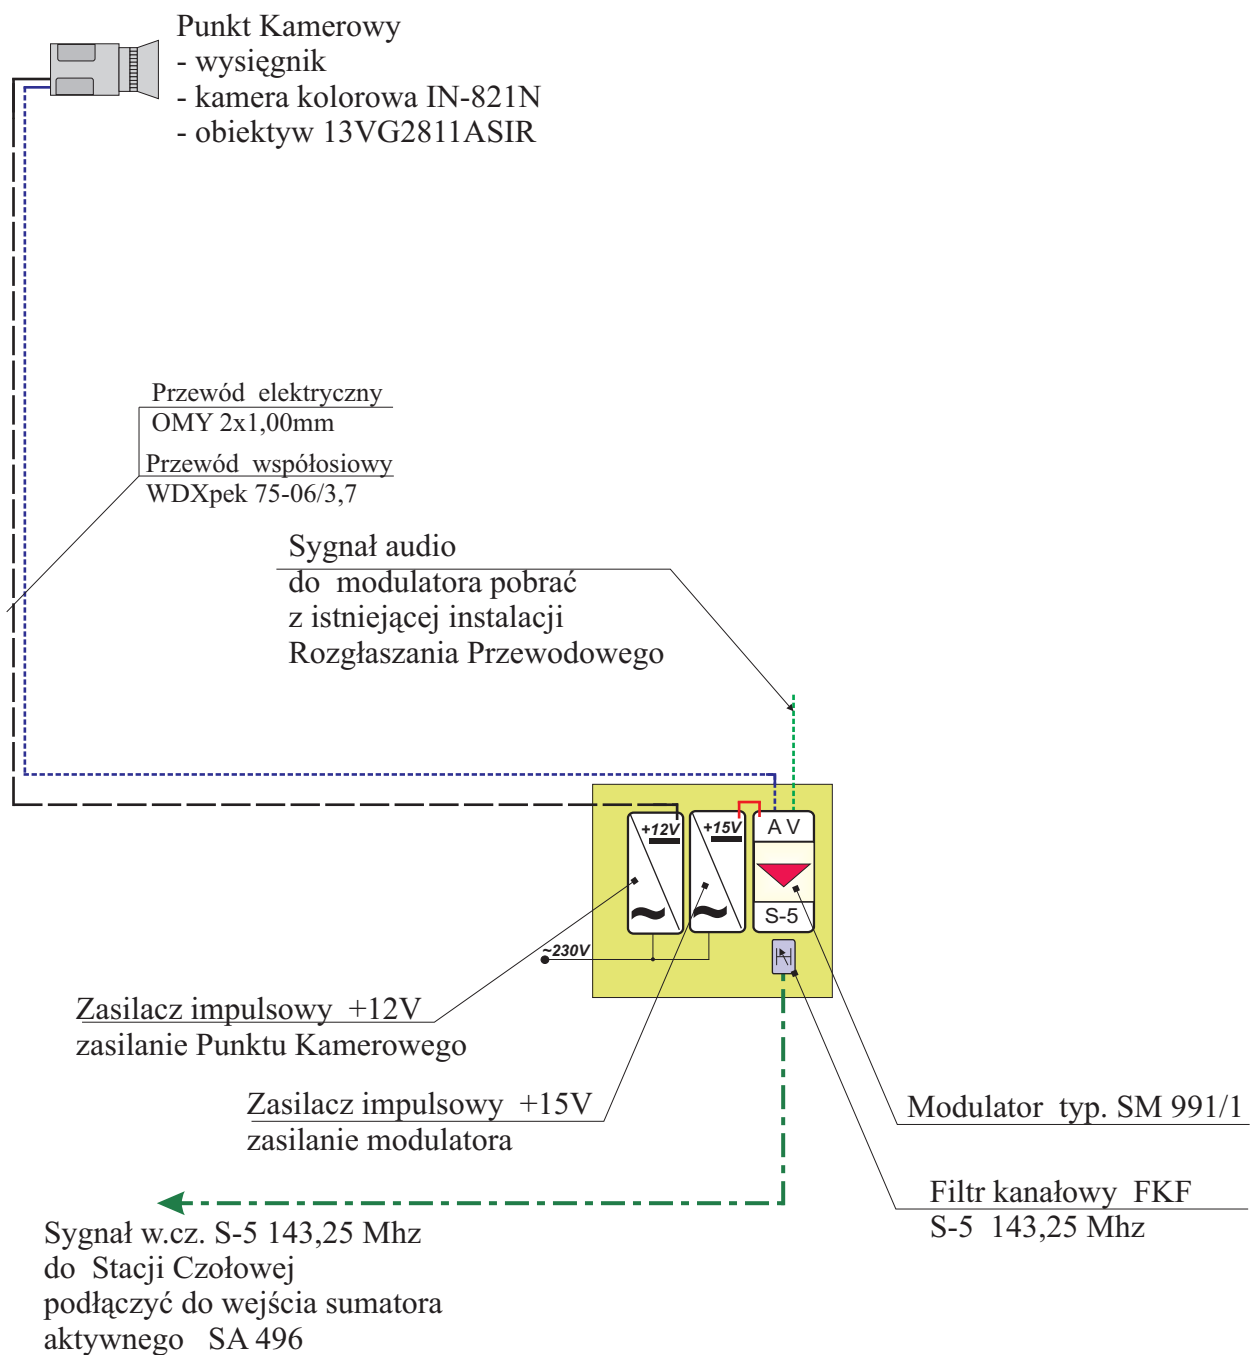 Punkt Kamerowy
- wysięgnik
- kamera kolorowa IN-821N
- obiektyw 13VG2811ASIR
Przewód elektryczny
OMY 2x1,00mm
Przewód współosiowy
WDXpek 75-06/3,7
Sygnał audio
do modulatora pobrać
z istniejącej instalacji
Rozgłaszania Przewodowego
+12V
+15V
A V
S-5
~230V
Zasilacz impulsowy +12V
zasilanie Punktu Kamerowego
Zasilacz impulsowy +15V
zasilanie modulatora
Modulator typ. SM 991/1
Filtr kanałowy FKF
S-5 143,25 Mhz
Sygnał w.cz. S-5 143,25 Mhz
do Stacji Czołowej
podłączyć do wejścia sumatora
aktywnego SA 496